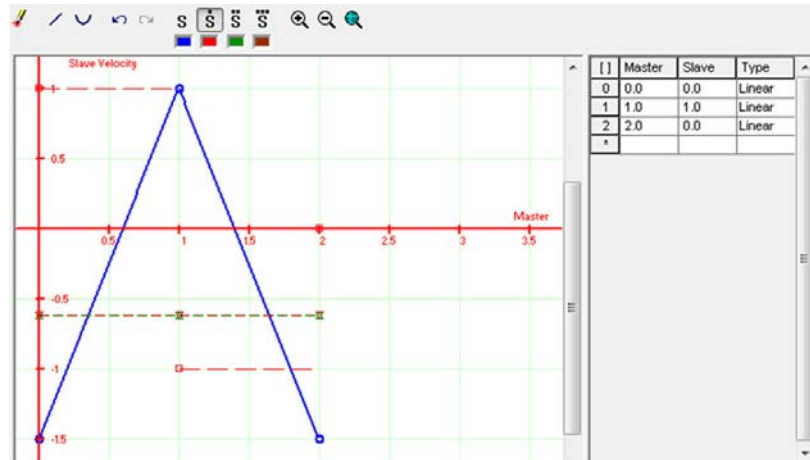 S Ṡ S̈ S⃛
Slave Velocity
1
0.5
Master
0.5 1 1.5 2 2.5 3 3.5
-0.5
-1
-1.5
[ ] Master Slave Type
0 0.0 0.0 Linear
1 1.0 1.0 Linear
2 2.0 0.0 Linear
*